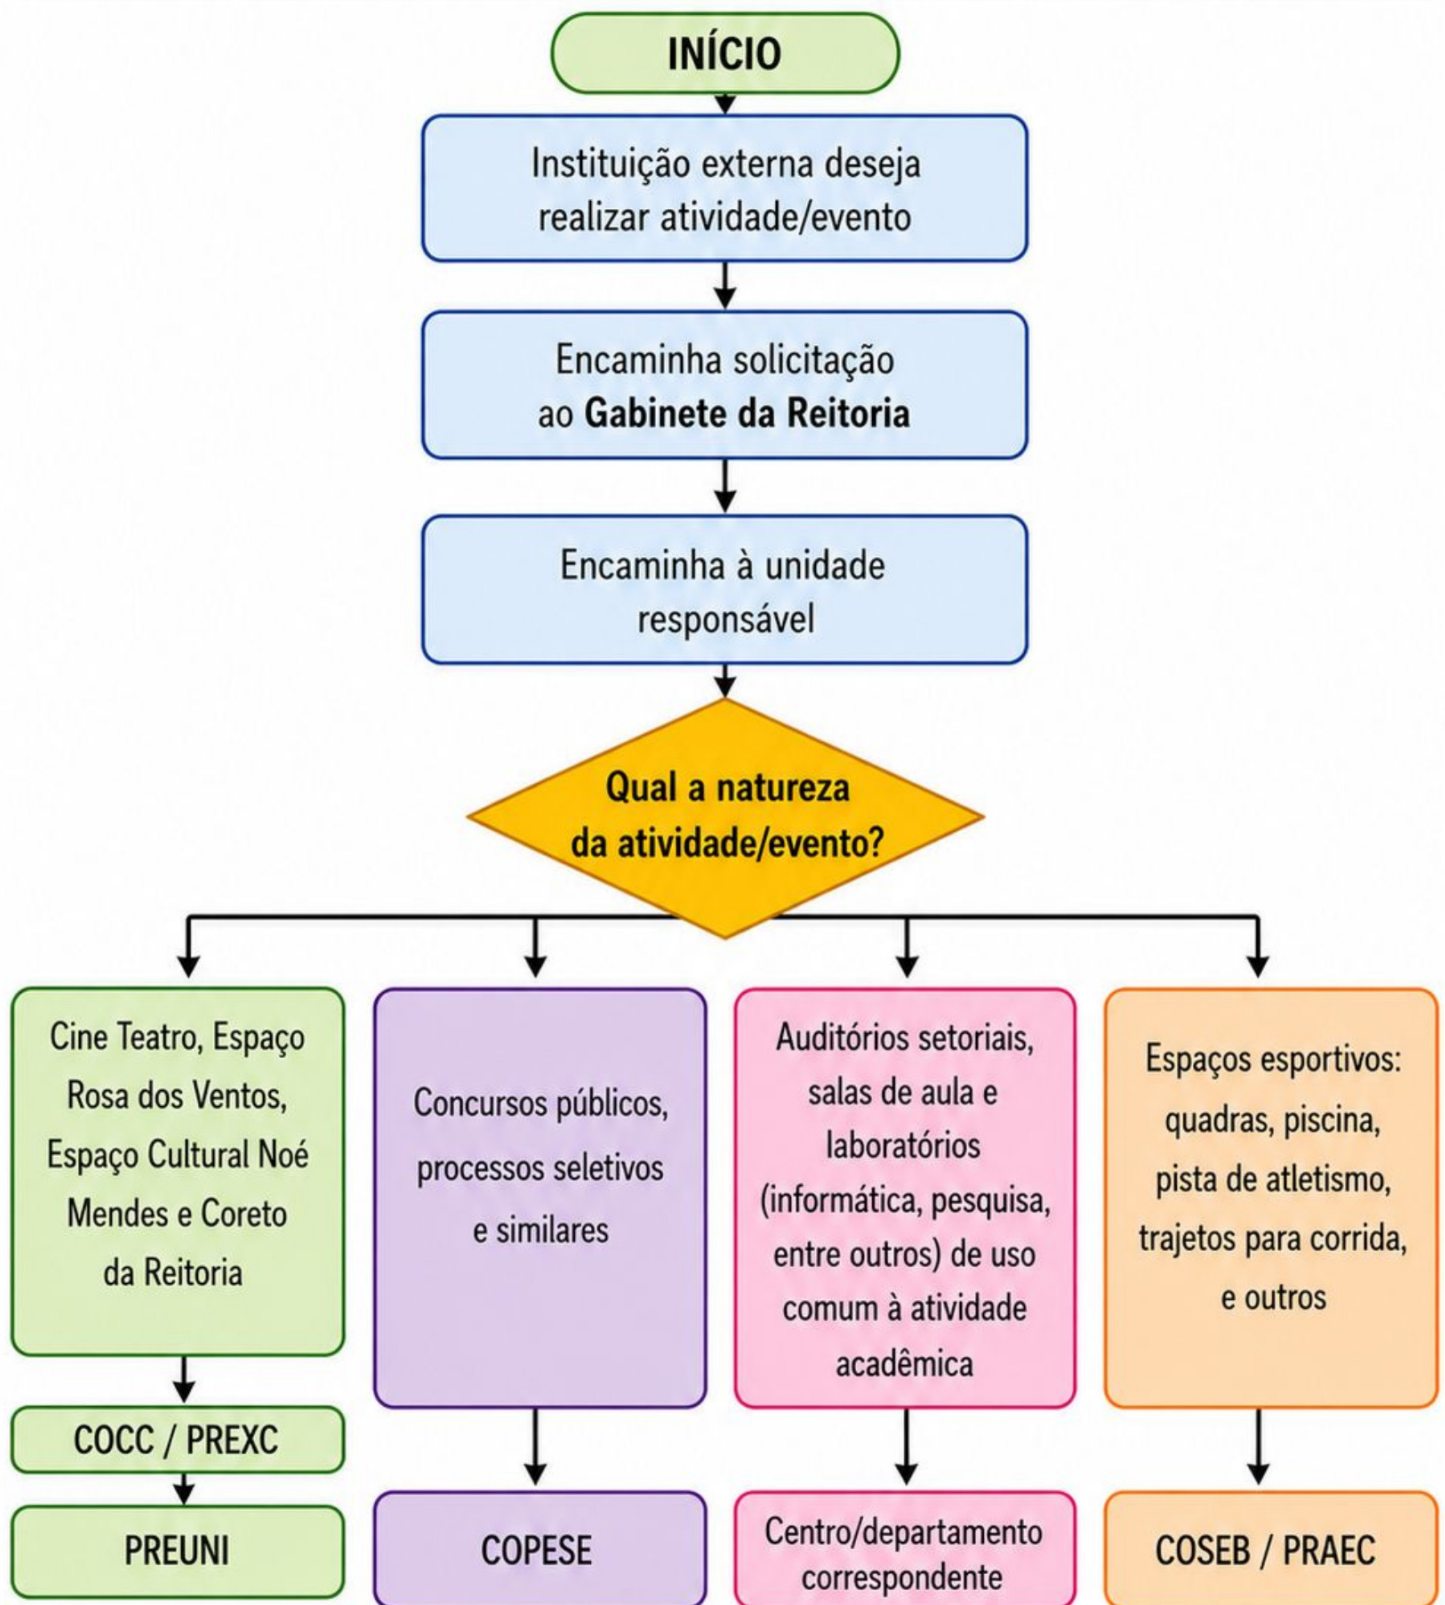 INÍCIO
Instituição externa deseja
realizar atividade/evento
Encaminha solicitação
ao Gabinete da Reitoria
Encaminha à unidade
responsável
Qual a natureza
da atividade/evento?
Cine Teatro, Espaço
Rosa dos Ventos,
Espaço Cultural Noé
Mendes e Coreto
da Reitoria
COCC / PREXC
PREUNI
Concursos públicos,
processos seletivos
e similares
COPESE
Auditórios setoriais,
salas de aula e
laboratórios
(informática, pesquisa,
entre outros) de uso
comum à atividade
acadêmica
Centro/departamento
correspondente
Espaços esportivos:
quadras, piscina,
pista de atletismo,
trajetos para corrida,
e outros
COSEB / PRAEC